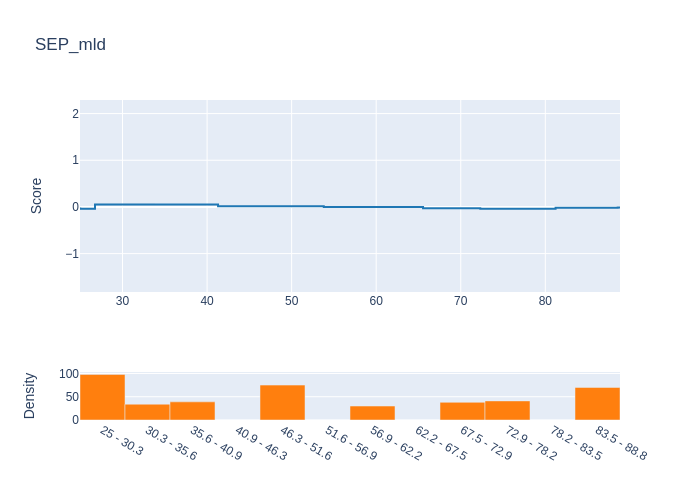 SEP_mld
Score
2
1
0
−1
30 40 50 60 70 80
Density
100
50
0
25 - 30.3
30.3 - 35.6
35.6 - 40.9
40.9 - 46.3
46.3 - 51.6
51.6 - 56.9
56.9 - 62.2
62.2 - 67.5
67.5 - 72.9
72.9 - 78.2
78.2 - 83.5
83.5 - 88.8